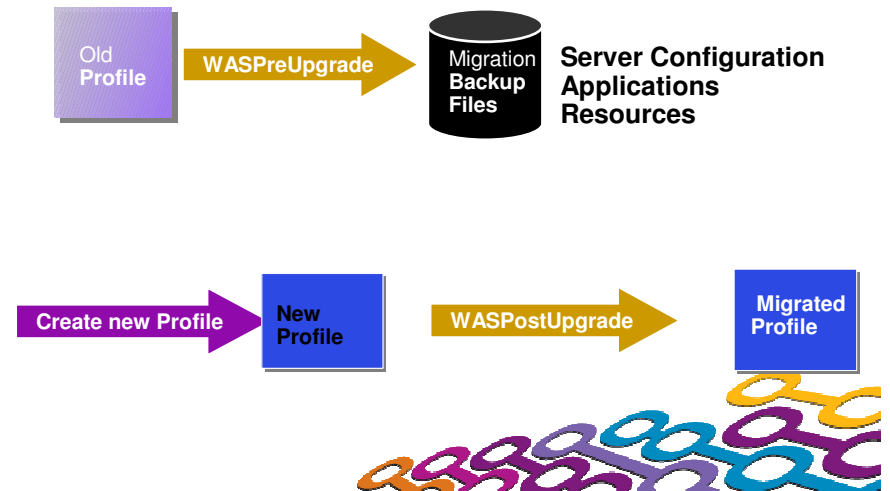 Old
Profile
WASPreUpgrade
Migration
Backup
Files
Server Configuration
Applications
Resources
Create new Profile
New
Profile
WASPostUpgrade
Migrated
Profile